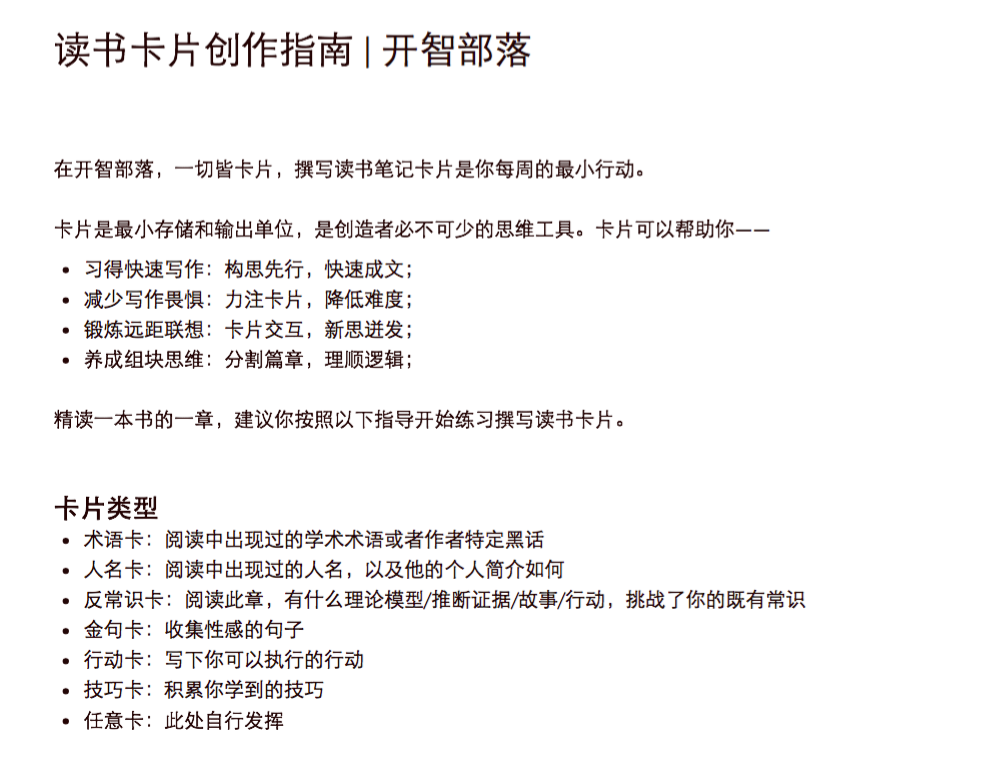 读书卡片创作指南 | 开智部落
在开智部落，一切皆卡片，撰写读书笔记卡片是你每周的最小行动。
卡片是最小存储和输出单位，是创造者必不可少的思维工具。卡片可以帮助你——
• 习得快速写作：构思先行，快速成文；
• 减少写作畏惧：力注卡片，降低难度；
• 锻炼远距联想：卡片交互，新思迸发；
• 养成组块思维：分割篇章，理顺逻辑；
精读一本书的一章，建议你按照以下指导开始练习撰写读书卡片。
卡片类型
• 术语卡：阅读中出现过的学术术语或者作者特定黑话
• 人名卡：阅读中出现过的人名，以及他的个人简介如何
• 反常识卡：阅读此章，有什么理论模型/推断证据/故事/行动，挑战了你的既有常识
• 金句卡：收集性感的句子
• 行动卡：写下你可以执行的行动
• 技巧卡：积累你学到的技巧
• 任意卡：此处自行发挥